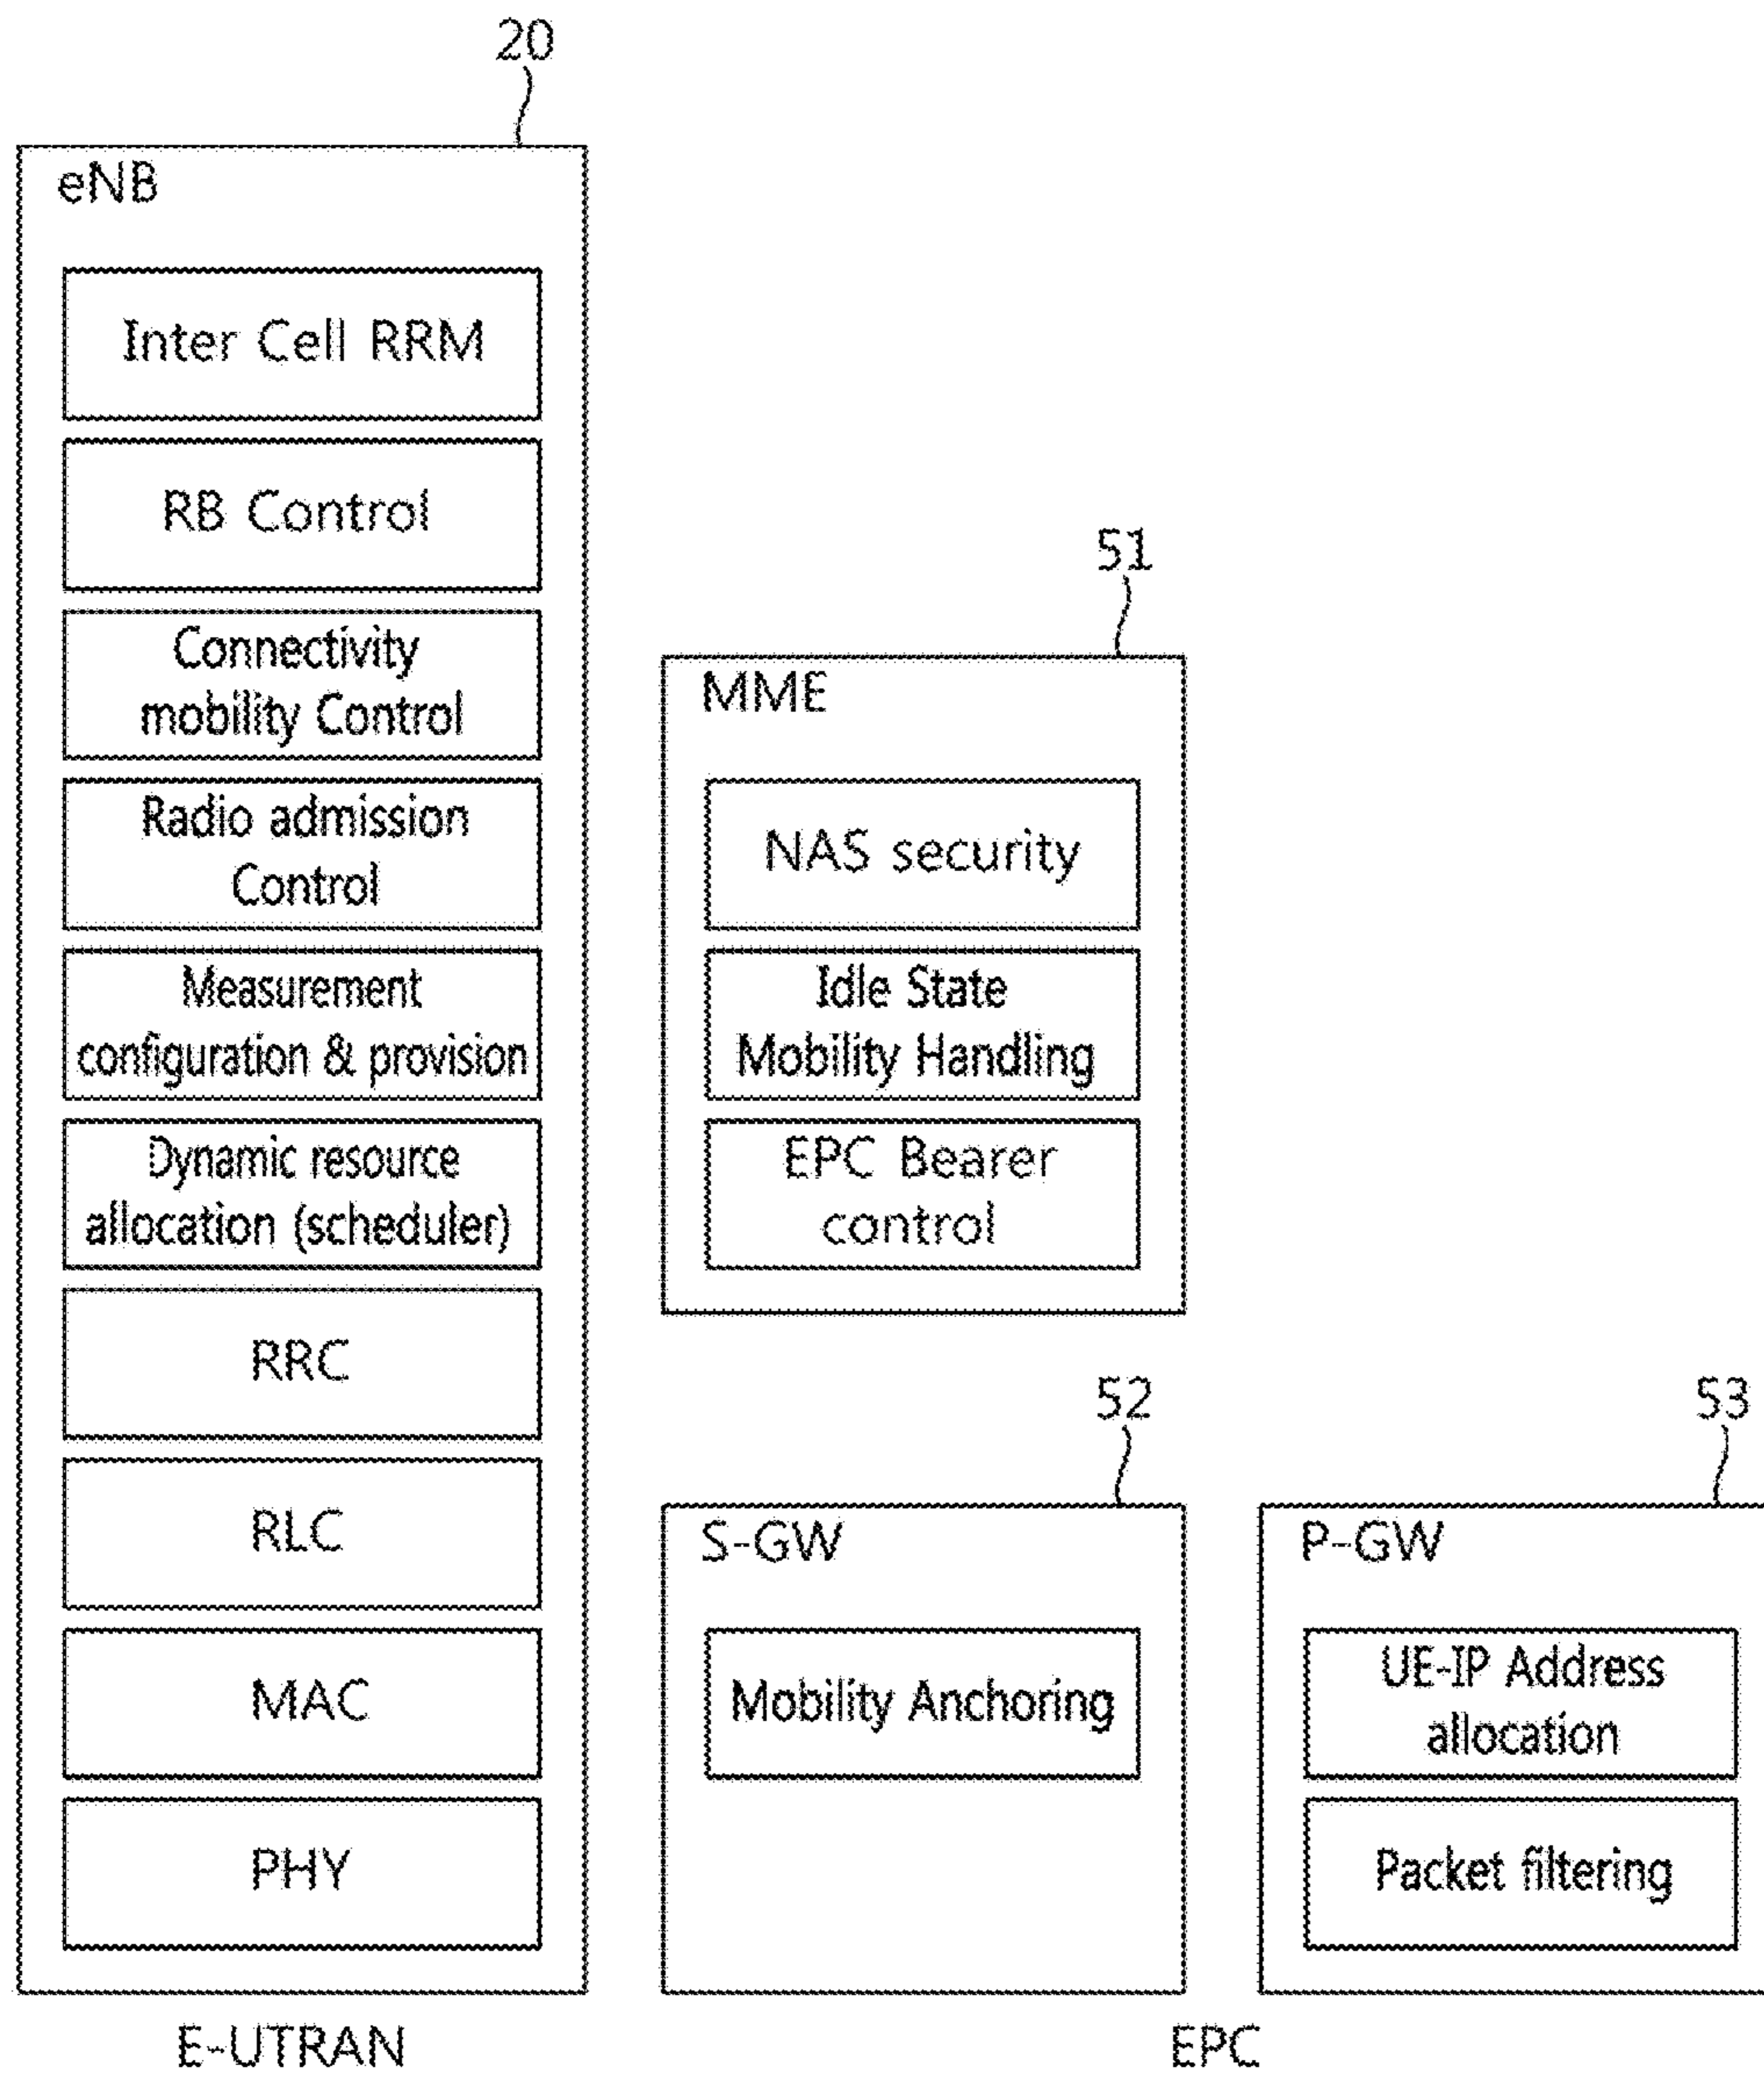 20
eNB
Inter Cell RRM
RB Control
Connectivity
mobility Control
Radio admission
Control
Measurement
configuration & provision
Dynamic resource
allocation (scheduler)
RRC
RLC
MAC
PHY
E-UTRAN
51
MME
NAS security
Idle State
Mobility Handling
EPC Bearer
control
52
S-GW
Mobility Anchoring
53
P-GW
UE-IP Address
allocation
Packet filtering
EPC